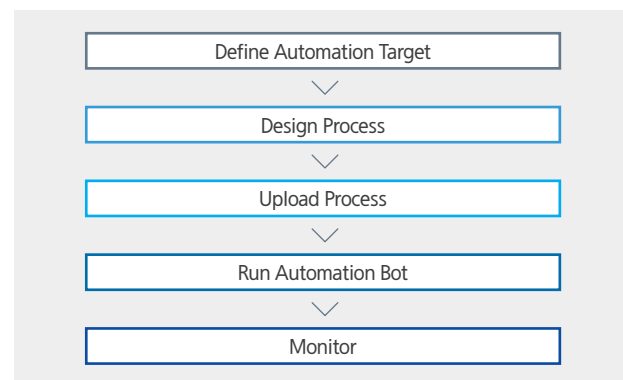 Define Automation Target
Design Process
Upload Process
Run Automation Bot
Monitor